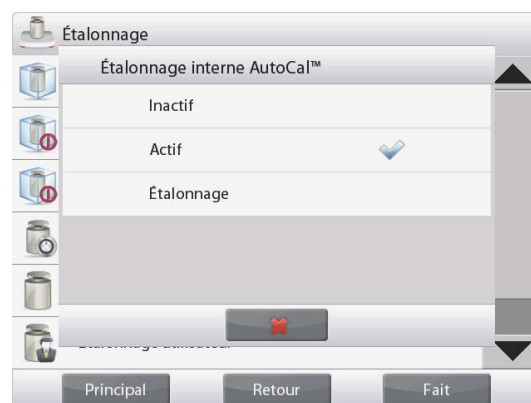 Étalonnage
Étalonnage interne AutoCal™
Inactif
Actif
Étalonnage
Principal Retour Fait